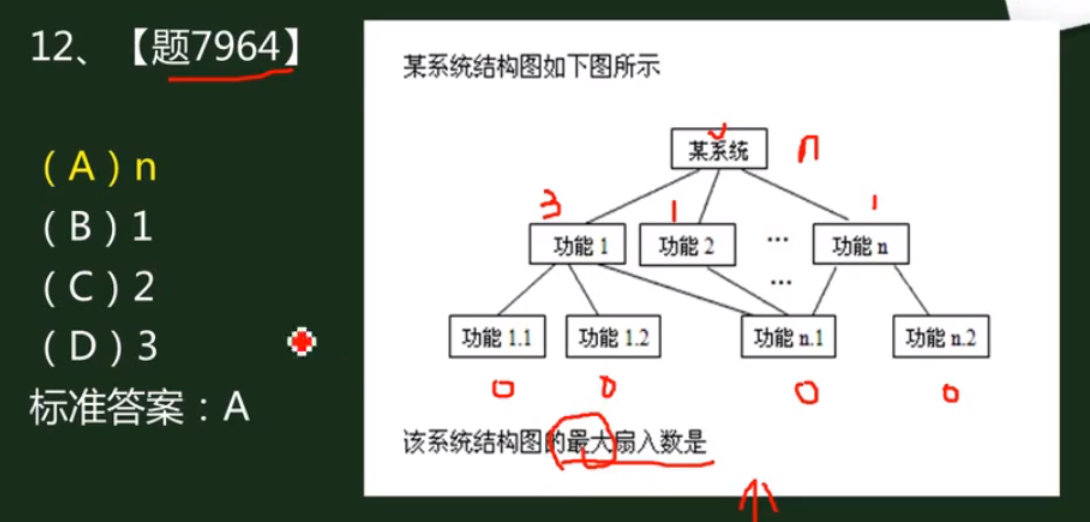 12、【题7964】
(A) n
(B) 1
(C) 2
(D) 3
标准答案：A
某系统结构图如下图所示
某系统 n
3 1 1
功能 1 功能 2 … 功能 n
…
功能 1.1 功能 1.2 功能 n.1 功能 n.2
0 0 0 0
该系统结构图的最大扇入数是